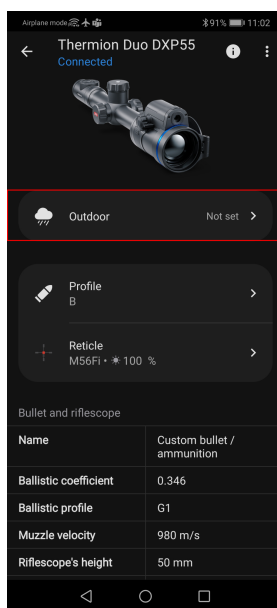 Airplane mode 91% 11:02
Thermion Duo DXP55
Connected
Outdoor Not set
Profile
B
Reticle
M56Fi • 100 %
Bullet and riflescope
Name Custom bullet /
ammunition
Ballistic coefficient 0.346
Ballistic profile G1
Muzzle velocity 980 m/s
Riflescope's height 50 mm